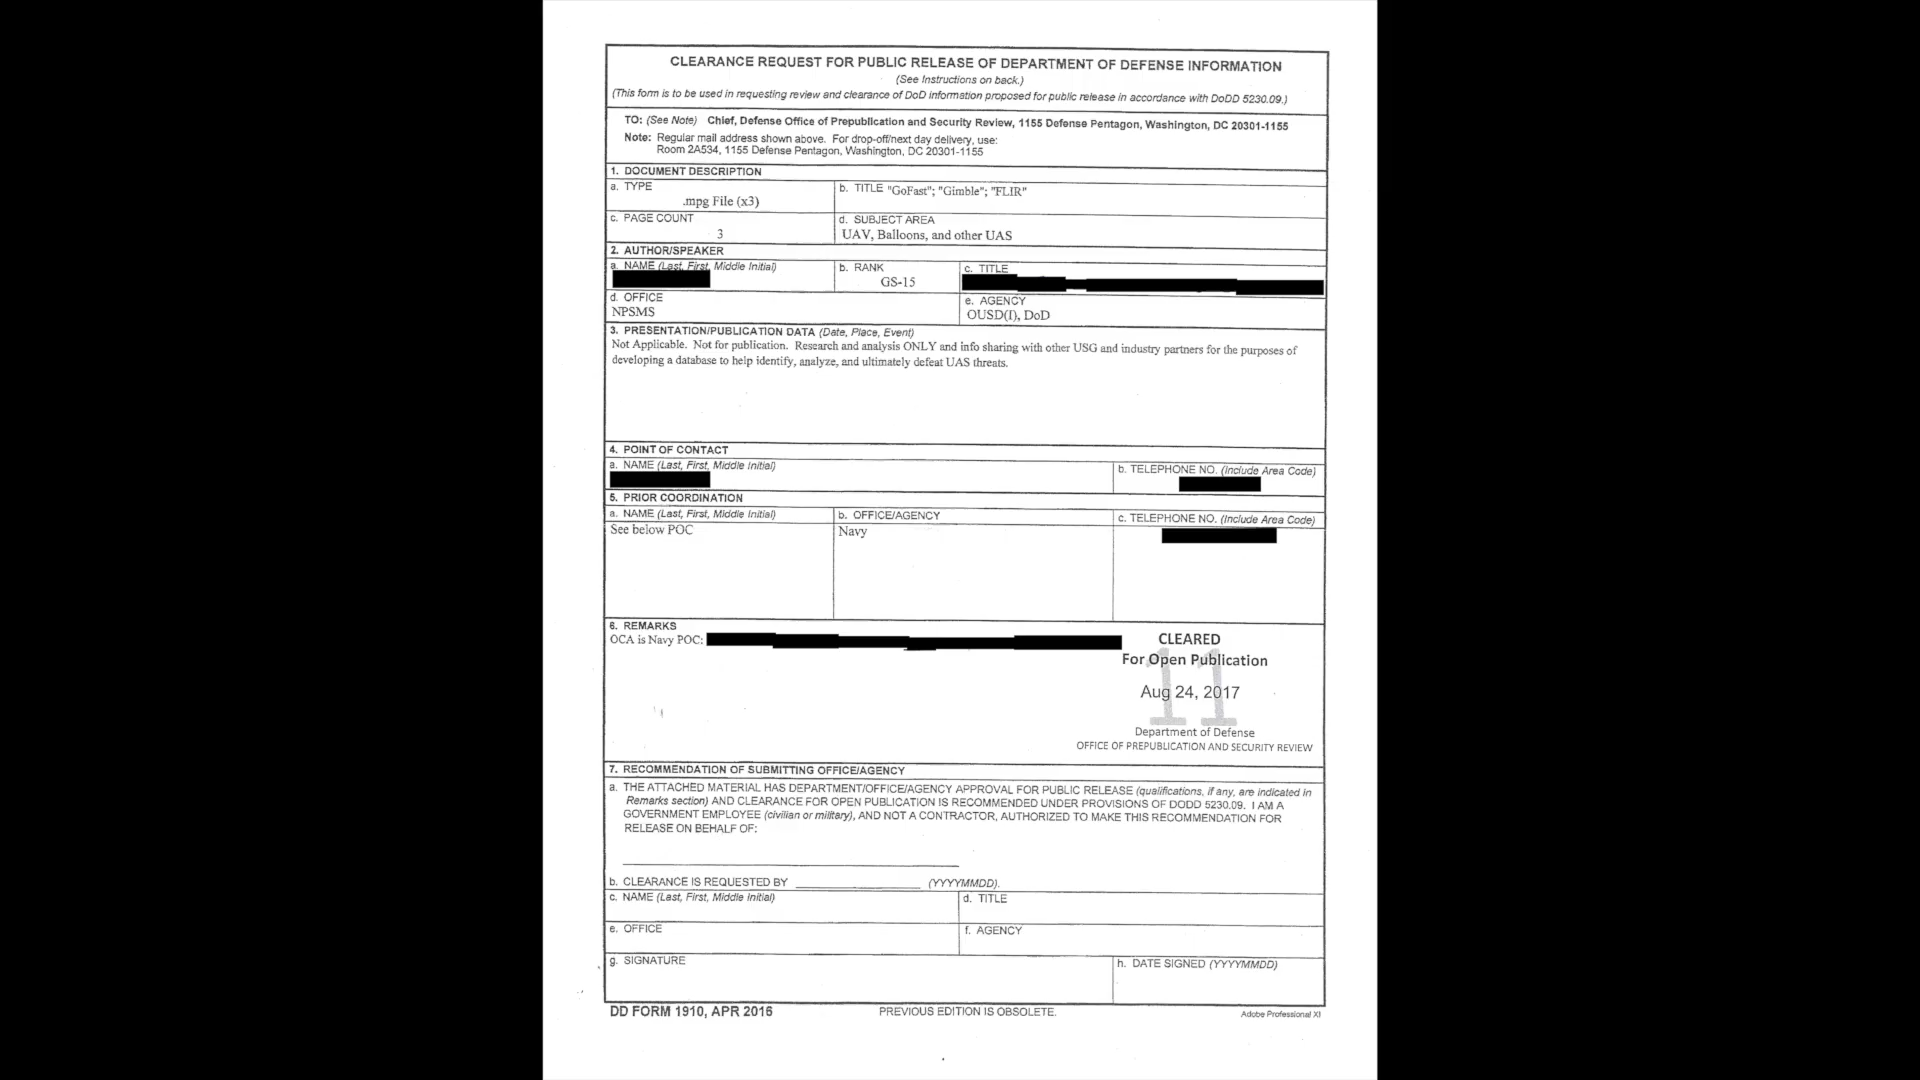 CLEARANCE REQUEST FOR PUBLIC RELEASE OF DEPARTMENT OF DEFENSE INFORMATION
(See Instructions on back.)
(This form is to be used in requesting review and clearance of DoD information proposed for public release in accordance with DoDD 5230.09.)
TO: (See Note) Chief, Defense Office of Prepublication and Security Review, 1155 Defense Pentagon, Washington, DC 20301-1155
Note: Regular mail address shown above. For drop-off/next day delivery, use:
Room 2A534, 1155 Defense Pentagon, Washington, DC 20301-1155
1. DOCUMENT DESCRIPTION
a. TYPE
.mpg File (x3)
b. TITLE "GoFast"; "Gimble"; "FLIR"
c. PAGE COUNT
3
d. SUBJECT AREA
UAV, Balloons, and other UAS
2. AUTHOR/SPEAKER
a. NAME (Last, First, Middle Initial)
b. RANK
GS-15
c. TITLE
d. OFFICE
NPSMS
e. AGENCY
OUSD(I), DoD
3. PRESENTATION/PUBLICATION DATA (Date, Place, Event)
Not Applicable. Not for publication. Research and analysis ONLY and info sharing with other USG and industry partners for the purposes of
developing a database to help identify, analyze, and ultimately defeat UAS threats.
4. POINT OF CONTACT
a. NAME (Last, First, Middle Initial)
b. TELEPHONE NO. (Include Area Code)
5. PRIOR COORDINATION
a. NAME (Last, First, Middle Initial)
See below POC
b. OFFICE/AGENCY
Navy
c. TELEPHONE NO. (Include Area Code)
6. REMARKS
OCA is Navy POC:
11
CLEARED
For Open Publication
Aug 24, 2017
Department of Defense
OFFICE OF PREPUBLICATION AND SECURITY REVIEW
7. RECOMMENDATION OF SUBMITTING OFFICE/AGENCY
a. THE ATTACHED MATERIAL HAS DEPARTMENT/OFFICE/AGENCY APPROVAL FOR PUBLIC RELEASE (qualifications, if any, are indicated in
Remarks section) AND CLEARANCE FOR OPEN PUBLICATION IS RECOMMENDED UNDER PROVISIONS OF DODD 5230.09. I AM A
GOVERNMENT EMPLOYEE (civilian or military), AND NOT A CONTRACTOR, AUTHORIZED TO MAKE THIS RECOMMENDATION FOR
RELEASE ON BEHALF OF:
b. CLEARANCE IS REQUESTED BY (YYYYMMDD).
c. NAME (Last, First, Middle Initial)
d. TITLE
e. OFFICE
f. AGENCY
g. SIGNATURE
h. DATE SIGNED (YYYYMMDD)
DD FORM 1910, APR 2016
PREVIOUS EDITION IS OBSOLETE.
Adobe Professional XI